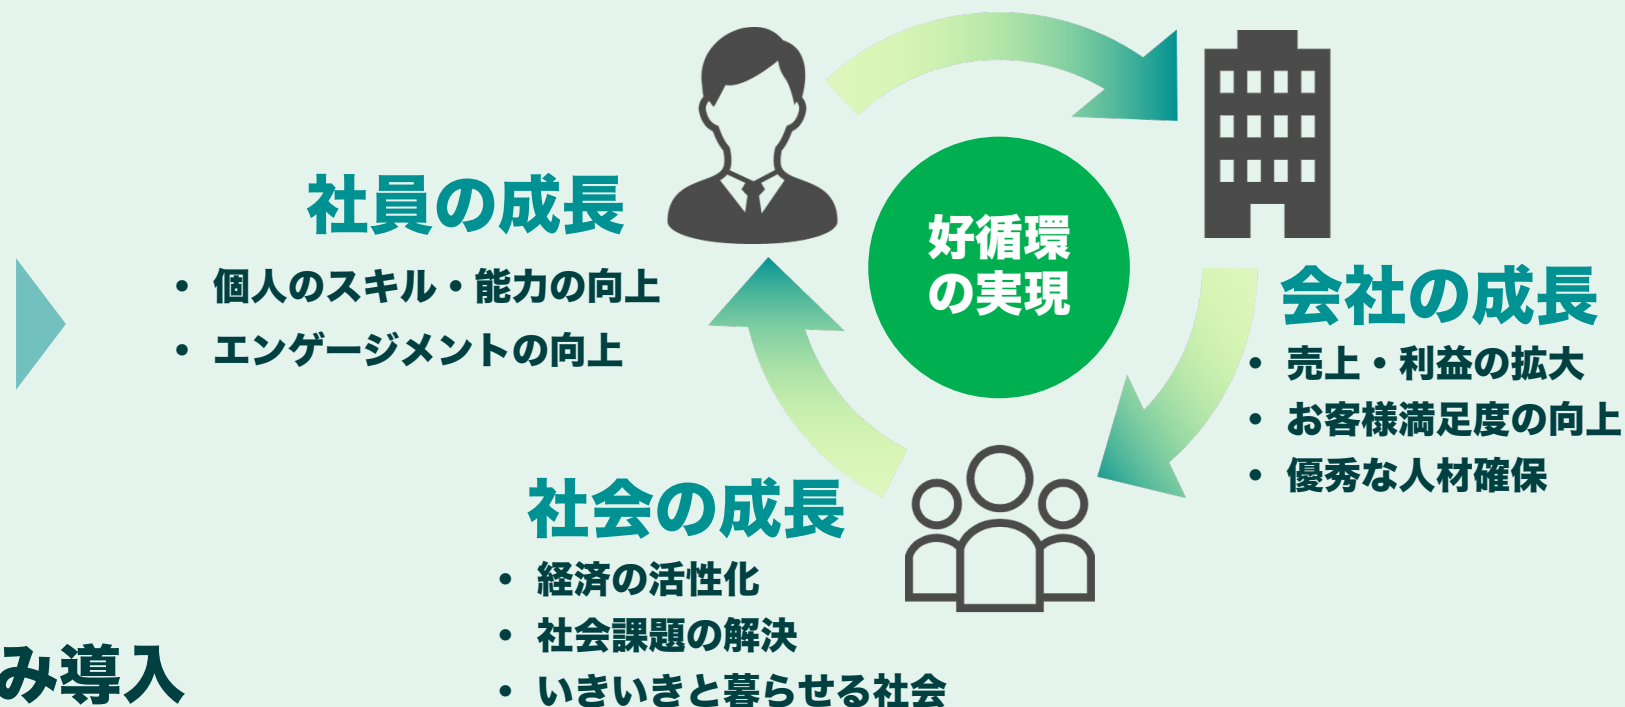 社員の成長
• 個人のスキル・能力の向上
• エンゲージメントの向上
好循環
の実現
会社の成長
• 売上・利益の拡大
• お客様満足度の向上
• 優秀な人材確保
社会の成長
• 経済の活性化
• 社会課題の解決
• いきいきと暮らせる社会
み導入